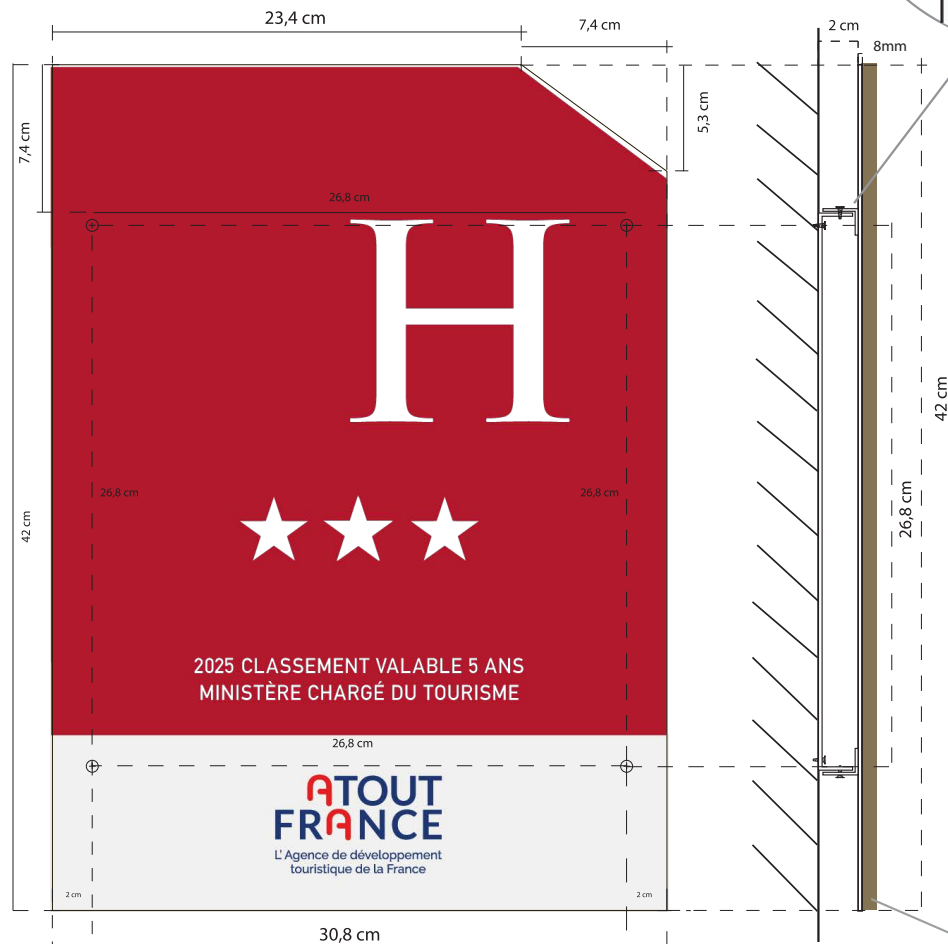 23,4 cm
7,4 cm
2 cm
8mm
7,4 cm
5,3 cm
26,8 cm
H
42 cm
26,8 cm
26,8 cm
26,8 cm
42 cm
2025 CLASSEMENT VALABLE 5 ANS
MINISTÈRE CHARGÉ DU TOURISME
26,8 cm
ATOUT
FRANCE
L'Agence de développement
touristique de la France
2 cm
2 cm
30,8 cm